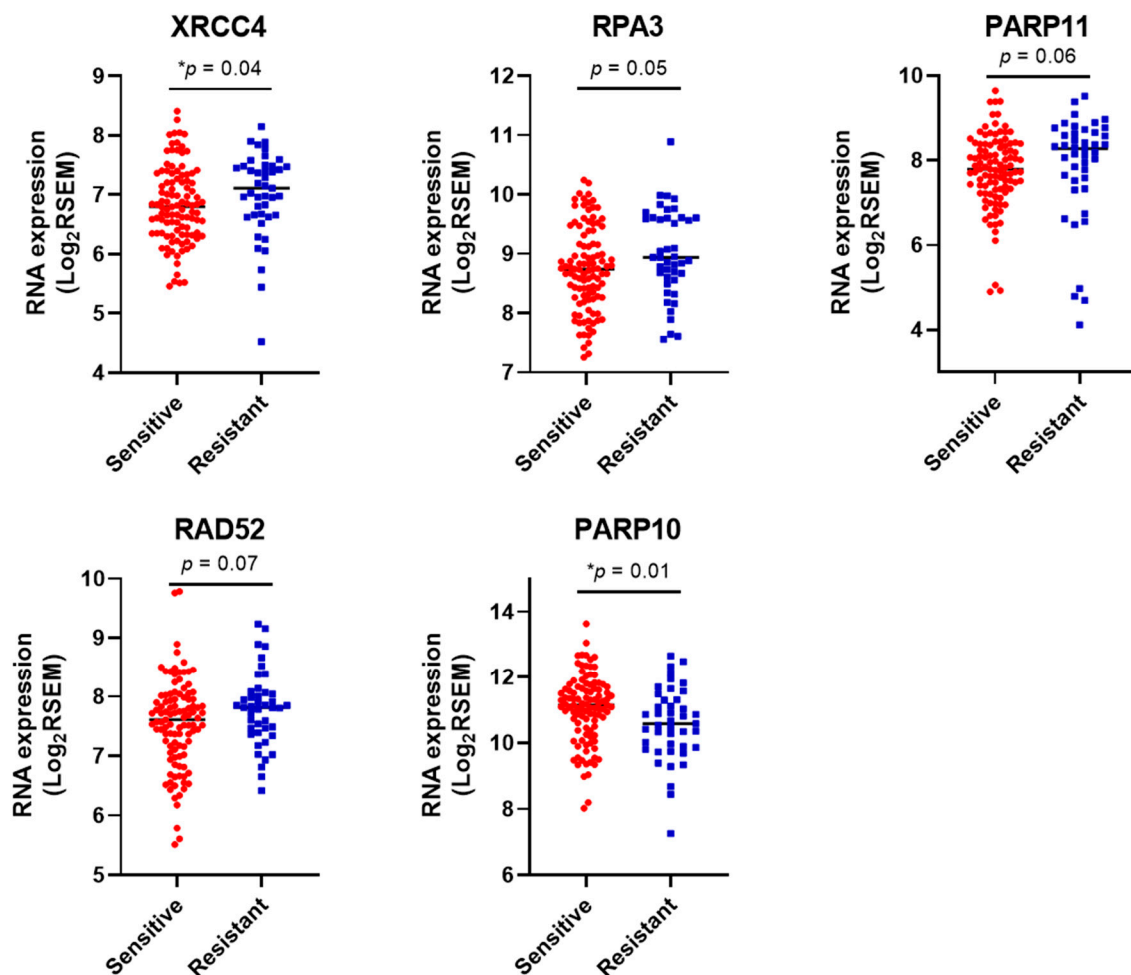 XRCC4
*p = 0.04
RNA expression
(Log₂RSEM)
9
8
7
6
5
4
Sensitive
Resistant
RPA3
p = 0.05
RNA expression
(Log₂RSEM)
12
11
10
9
8
7
Sensitive
Resistant
PARP11
p = 0.06
RNA expression
(Log₂RSEM)
10
8
6
4
Sensitive
Resistant
RAD52
p = 0.07
RNA expression
(Log₂RSEM)
10
9
8
7
6
5
Sensitive
Resistant
PARP10
*p = 0.01
RNA expression
(Log₂RSEM)
14
12
10
8
6
Sensitive
Resistant